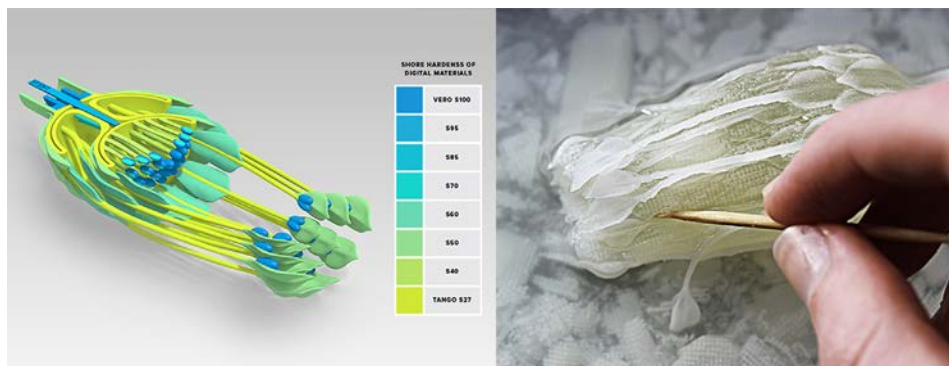 SHORE HARDENSS OF
DIGITAL MATERIALS
VERO S100
S95
S85
S70
S60
S50
S40
TANGO S27